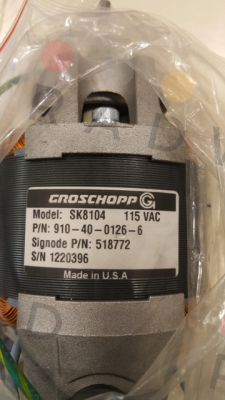 GROSCHOPP G
Model: SK8104 115 VAC
P/N: 910-40-0126-6
Signode P/N: 518772
S/N 1220396
Made in U.S.A